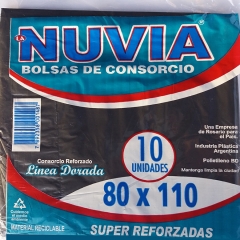 LA
NUVIA
BOLSAS DE CONSORCIO
Una Empresa
de Rosario para
el País.
Industria Plástica
Argentina
Polietileno BD
Mantenga limpia la ciudad
10
UNIDADES
Consorcio Reforzado
Linea Dorada
80 x 110
MATERIAL RECICLABLE
SUPER REFORZADAS